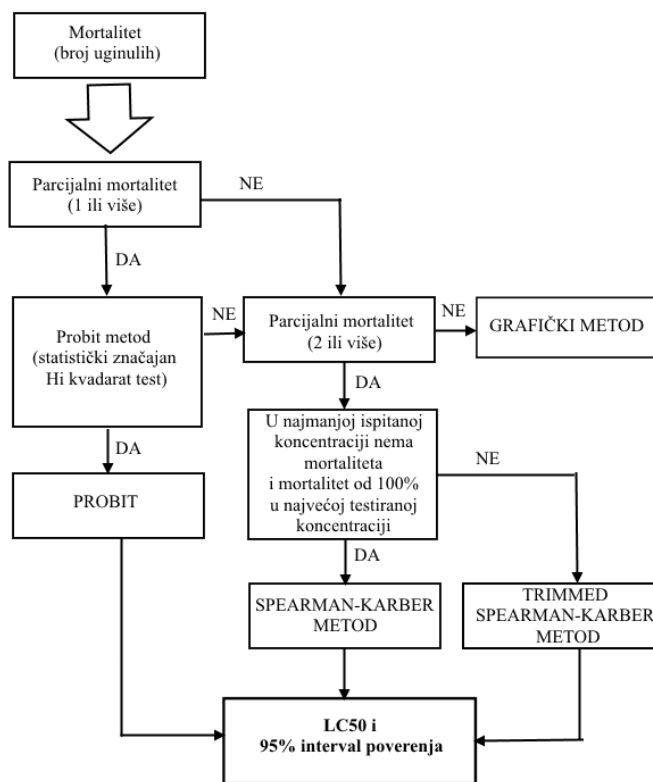 Mortalitet
(broj uginulih)
Parcijalni mortalitet
(1 ili više)
NE
DA
Probit metod
(statistički značajan
Hi kvadarat test)
NE
Parcijalni mortalitet
(2 ili više)
NE
GRAFIČKI METOD
DA
DA
U najmanjoj ispitanoj
koncentraciji nema
mortaliteta
i mortalitet od 100%
u najvećoj testiranoj
koncentraciji
NE
PROBIT
DA
SPEARMAN-KARBER
METOD
TRIMMED
SPEARMAN-KARBER
METOD
LC50 i
95% interval poverenja